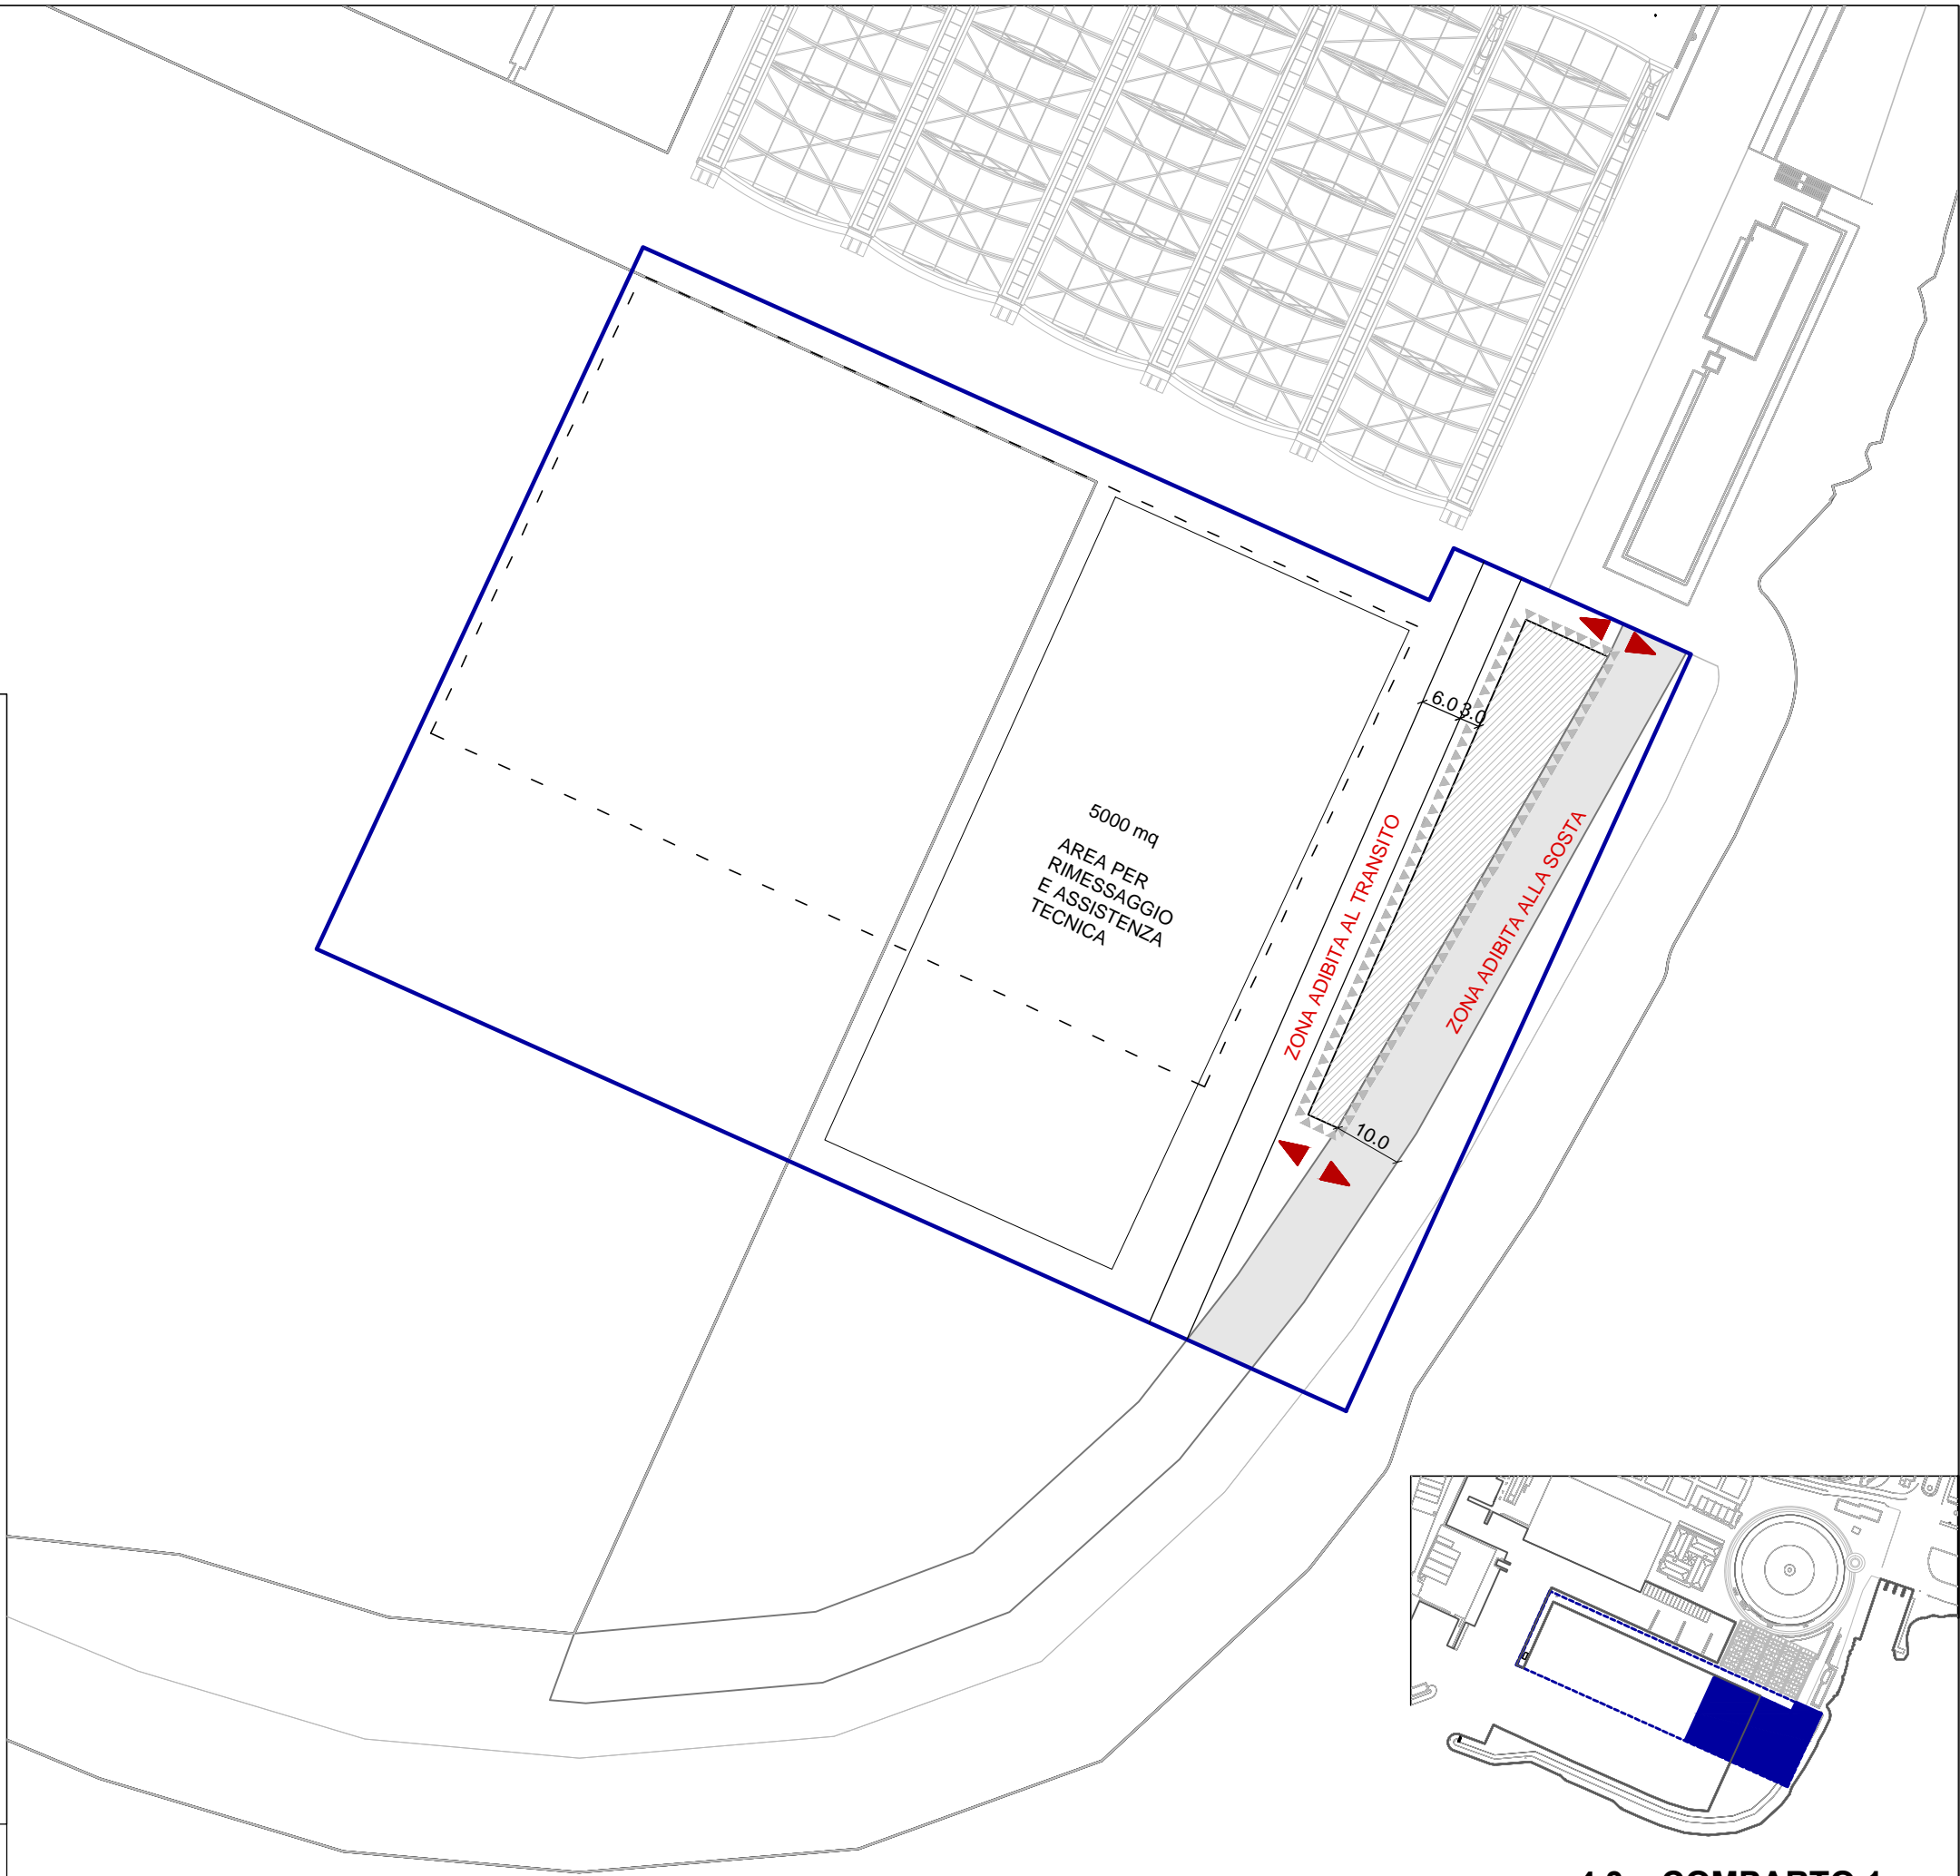 6.0
3.0
5000 mq
AREA PER
RIMESSAGGIO
E ASSISTENZA
TECNICA
ZONA ADIBITA AL TRANSITO
ZONA ADIBITA ALLA SOSTA
10.0
COMPARTO 1